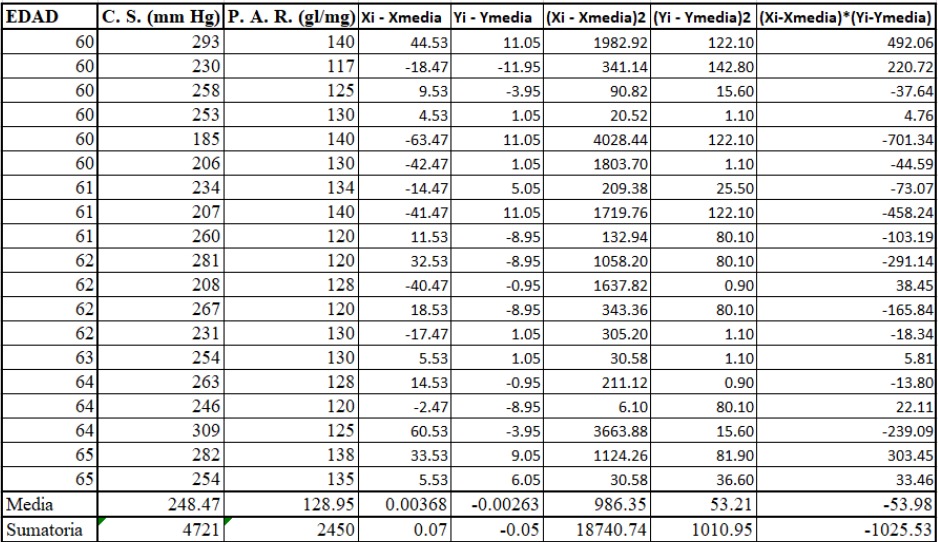 EDAD C. S. (mm Hg) P. A. R. (gl/mg) Xi - Xmedia Yi - Ymedia (Xi - Xmedia)2 (Yi - Ymedia)2 (Xi-Xmedia)*(Yi-Ymedia)
60 293 140 44.53 11.05 1982.92 122.10 492.06
60 230 117 -18.47 -11.95 341.14 142.80 220.72
60 258 125 9.53 -3.95 90.82 15.60 -37.64
60 253 130 4.53 1.05 20.52 1.10 4.76
60 185 140 -63.47 11.05 4028.44 122.10 -701.34
60 206 130 -42.47 1.05 1803.70 1.10 -44.59
61 234 134 -14.47 5.05 209.38 25.50 -73.07
61 207 140 -41.47 11.05 1719.76 122.10 -458.24
61 260 120 11.53 -8.95 132.94 80.10 -103.19
62 281 120 32.53 -8.95 1058.20 80.10 -291.14
62 208 128 -40.47 -0.95 1637.82 0.90 38.45
62 267 120 18.53 -8.95 343.36 80.10 -165.84
62 231 130 -17.47 1.05 305.20 1.10 -18.34
63 254 130 5.53 1.05 30.58 1.10 5.81
64 263 128 14.53 -0.95 211.12 0.90 -13.80
64 246 120 -2.47 -8.95 6.10 80.10 22.11
64 309 125 60.53 -3.95 3663.88 15.60 -239.09
65 282 138 33.53 9.05 1124.26 81.90 303.45
65 254 135 5.53 6.05 30.58 36.60 33.46
Media 248.47 128.95 0.00368 -0.00263 986.35 53.21 -53.98
Sumatoria 4721 2450 0.07 -0.05 18740.74 1010.95 -1025.53